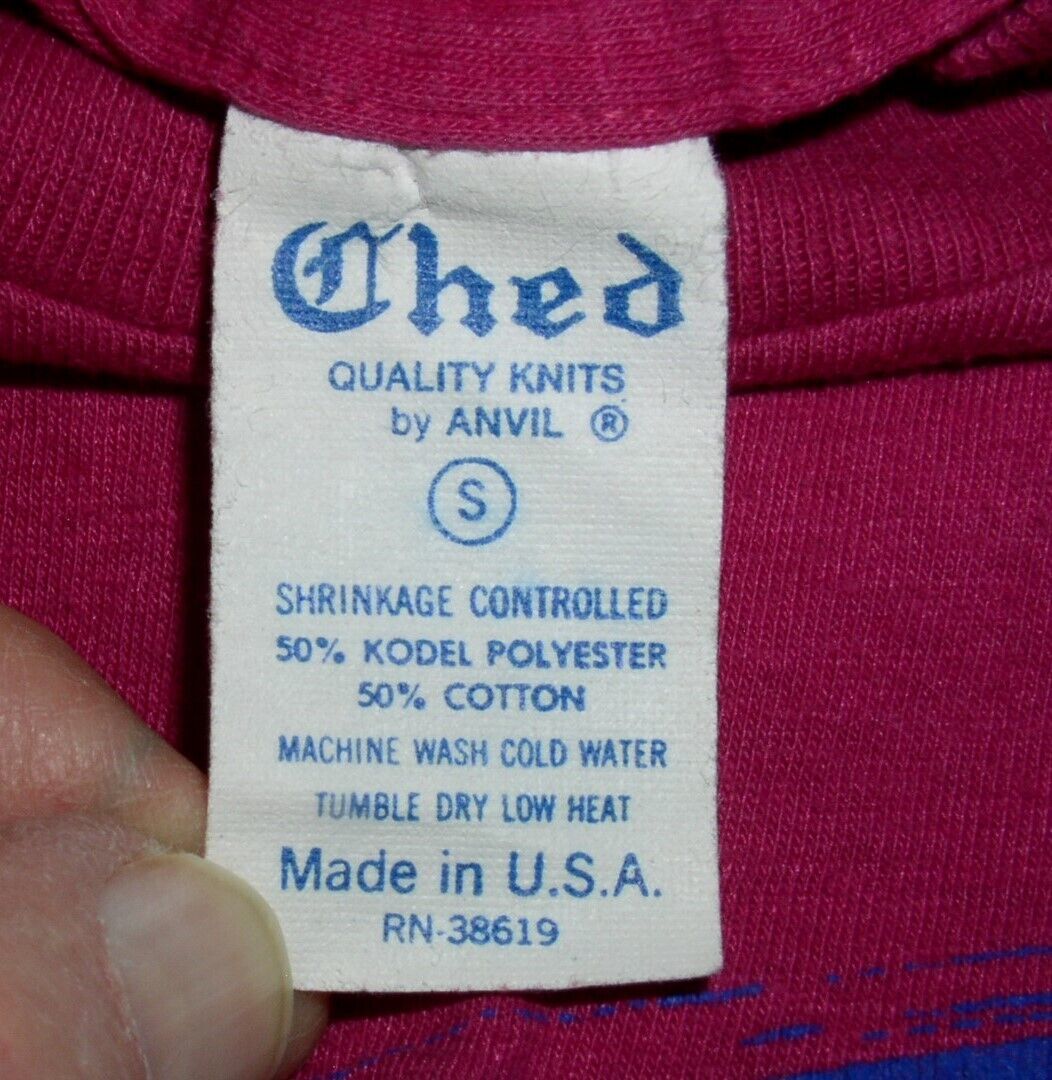 Ched
QUALITY KNITS
by ANVIL ®
S
SHRINKAGE CONTROLLED
50% KODEL POLYESTER
50% COTTON
MACHINE WASH COLD WATER
TUMBLE DRY LOW HEAT
Made in U.S.A.
RN-38619